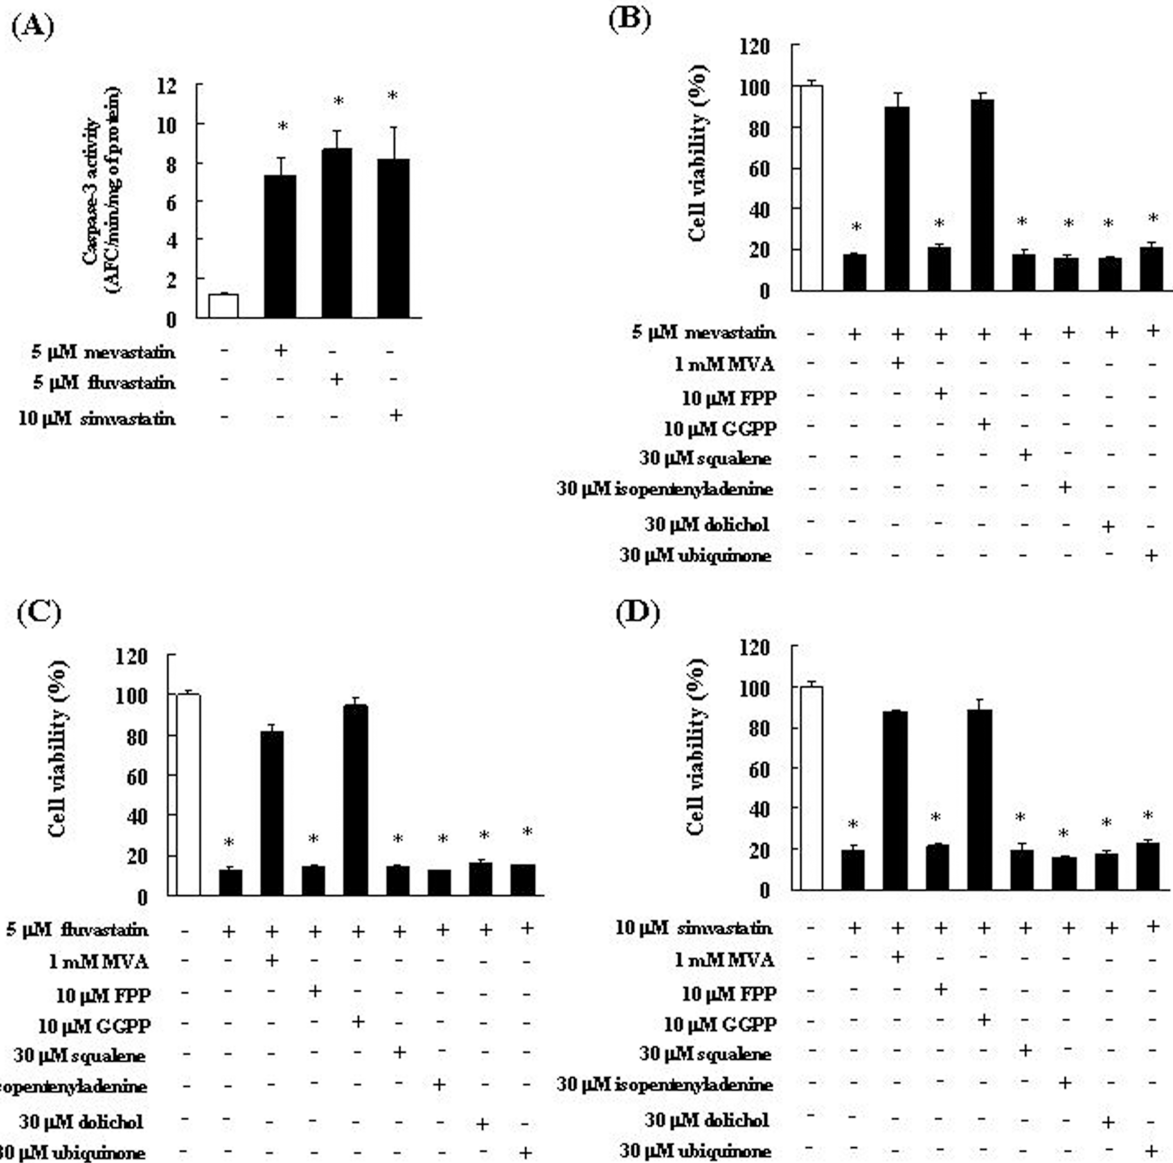 (A)
12
10
8
6
4
2
0
Caspase-3 activity
(AFC/min/mg of protein)
* * *
5 µM mevastatin - + - -
5 µM fluvastatin - - + -
10 µM simvastatin - - - +
(B)
120
100
80
60
40
20
0
Cell viability (%)
* * * * * *
5 µM mevastatin - + + + + + + + +
1 mM MVA - - + - - - - - -
10 µM FPP - - - + - - - - -
10 µM GGPP - - - - + - - - -
30 µM squalene - - - - - + - - -
30 µM isopentenyladenine - - - - - - + - -
30 µM dolichol - - - - - - - + -
30 µM ubiquinone - - - - - - - - +
(C)
120
100
80
60
40
20
0
Cell viability (%)
* * * * * *
5 µM fluvastatin - + + + + + + + +
1 mM MVA - - + - - - - - -
10 µM FPP - - - + - - - - -
10 µM GGPP - - - - + - - - -
30 µM squalene - - - - - + - - -
sopentenyladenine - - - - - - + - -
30 µM dolichol - - - - - - - + -
30 µM ubiquinone - - - - - - - - +
(D)
120
100
80
60
40
20
0
Cell viability (%)
* * * * * *
10 µM simvastatin - + + + + + + + +
1 mM MVA - - + - - - - - -
10 µM FPP - - - + - - - - -
10 µM GGPP - - - - + - - - -
30 µM squalene - - - - - + - - -
30 µM isopentenyladenine - - - - - - + - -
30 µM dolichol - - - - - - - + -
30 µM ubiquinone - - - - - - - - +